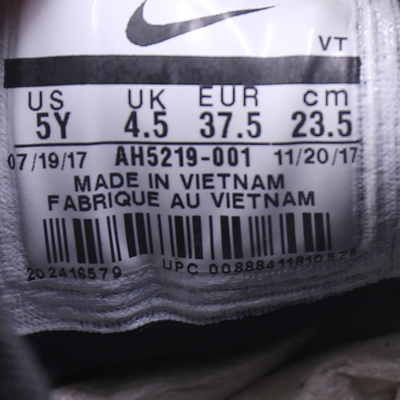 VT
US UK EUR cm
5Y 4.5 37.5 23.5
07/19/17 AH5219-001 11/20/17
MADE IN VIETNAM
FABRIQUE AU VIETNAM
202416579 UPC